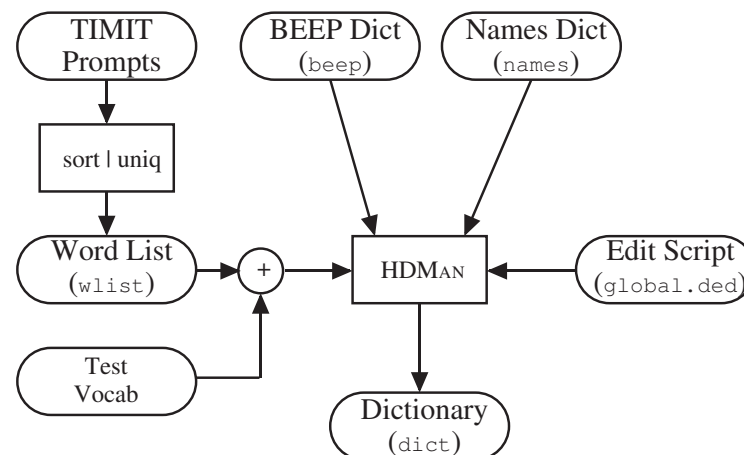 TIMIT
Prompts
BEEP Dict
(beep)
Names Dict
(names)
sort | uniq
Word List
(wlist)
+
HDMAN
Edit Script
(global.ded)
Test
Vocab
Dictionary
(dict)